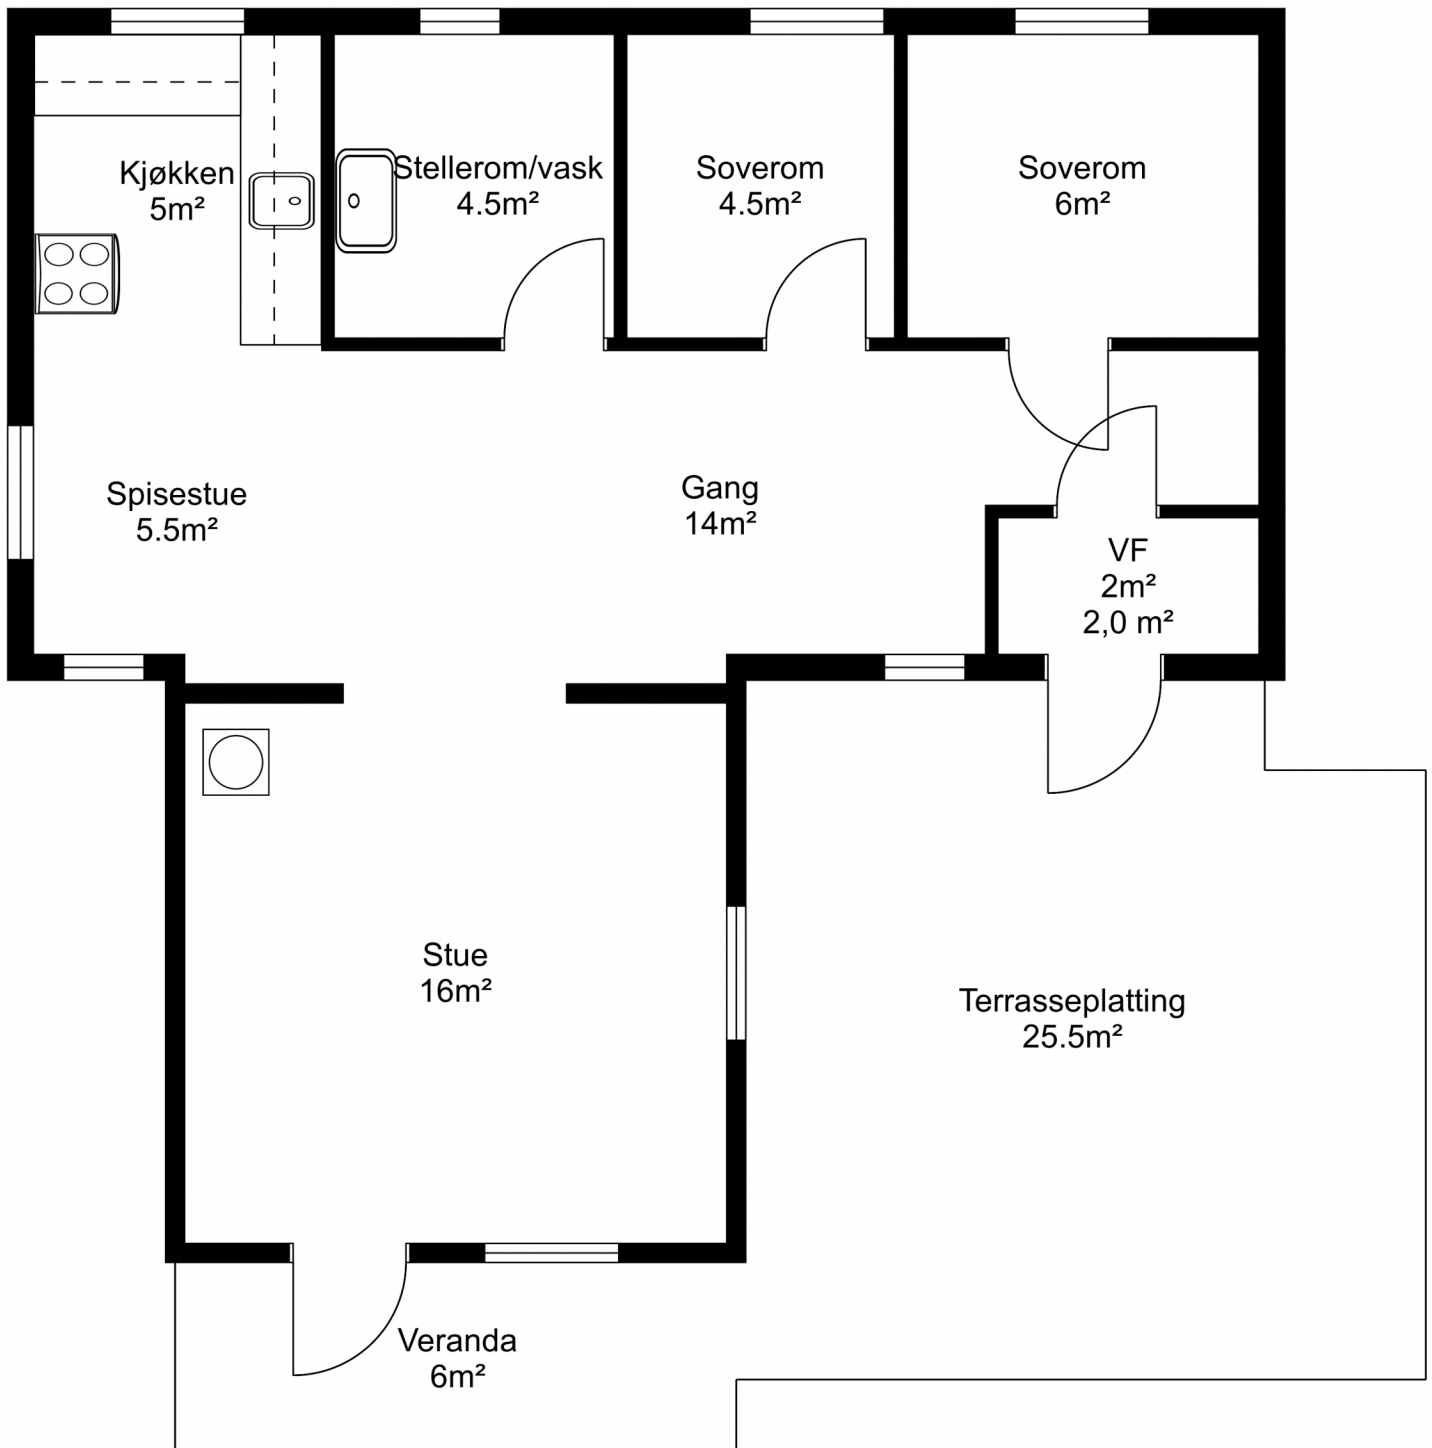 Kjøkken
5m²
Stellerom/vask
4.5m²
Soverom
4.5m²
Soverom
6m²
Spisestue
5.5m²
Gang
14m²
VF
2m²
2,0 m²
Stue
16m²
Terrasseplatting
25.5m²
Veranda
6m²